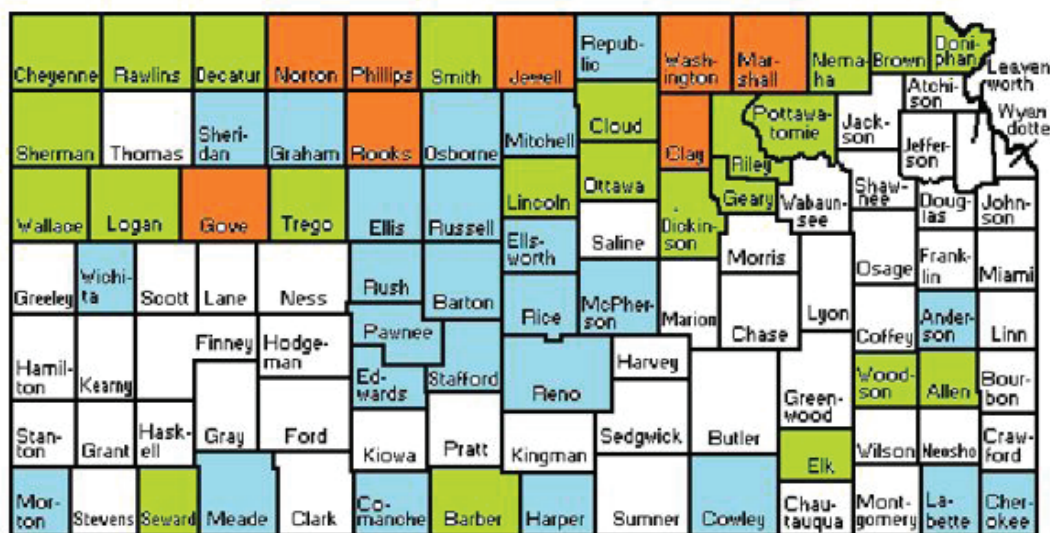 Cheyenne
Rawlins
Decatur
Norton
Phillips
Smith
Jewell
Repub-
lic
Wash-
ington
Mar-
shall
Nema-
ha
Brown
Doni-
phan
Leaven
worth
Atchi-
son
Wyan
dotte
Sherman
Thomas
Sheri-
dan
Graham
Rooks
Osborne
Mitchell
Cloud
Clay
Pottawa-
tomie
Riley
Jack-
son
Jeffer-
son
Wallace
Logan
Gove
Trego
Ellis
Russell
Lincoln
Ottawa
Dickin-
son
Geary
Wabaun-
see
Shaw-
nee
Doug-
las
John-
son
Ells-
worth
Saline
Morris
Greeley
Wichi-
ta
Scott
Lane
Ness
Rush
Barton
Rice
McPher-
son
Marion
Chase
Lyon
Osage
Frank-
lin
Miami
Hamil-
ton
Kearny
Finney
Hodge-
man
Pawnee
Ed-
wards
Stafford
Reno
Harvey
Coffey
Ander-
son
Linn
Green-
wood
Wood-
son
Allen
Bour-
bon
Stan-
ton
Grant
Hask-
ell
Gray
Ford
Kiowa
Pratt
Kingman
Sedgwick
Butler
Elk
Wilson
Neosho
Craw-
ford
Mor-
ton
Stevens
Seward
Meade
Clark
Co-
manche
Barber
Harper
Sumner
Cowley
Chau-
tauqua
Mont-
gomery
La-
bette
Cher-
okee